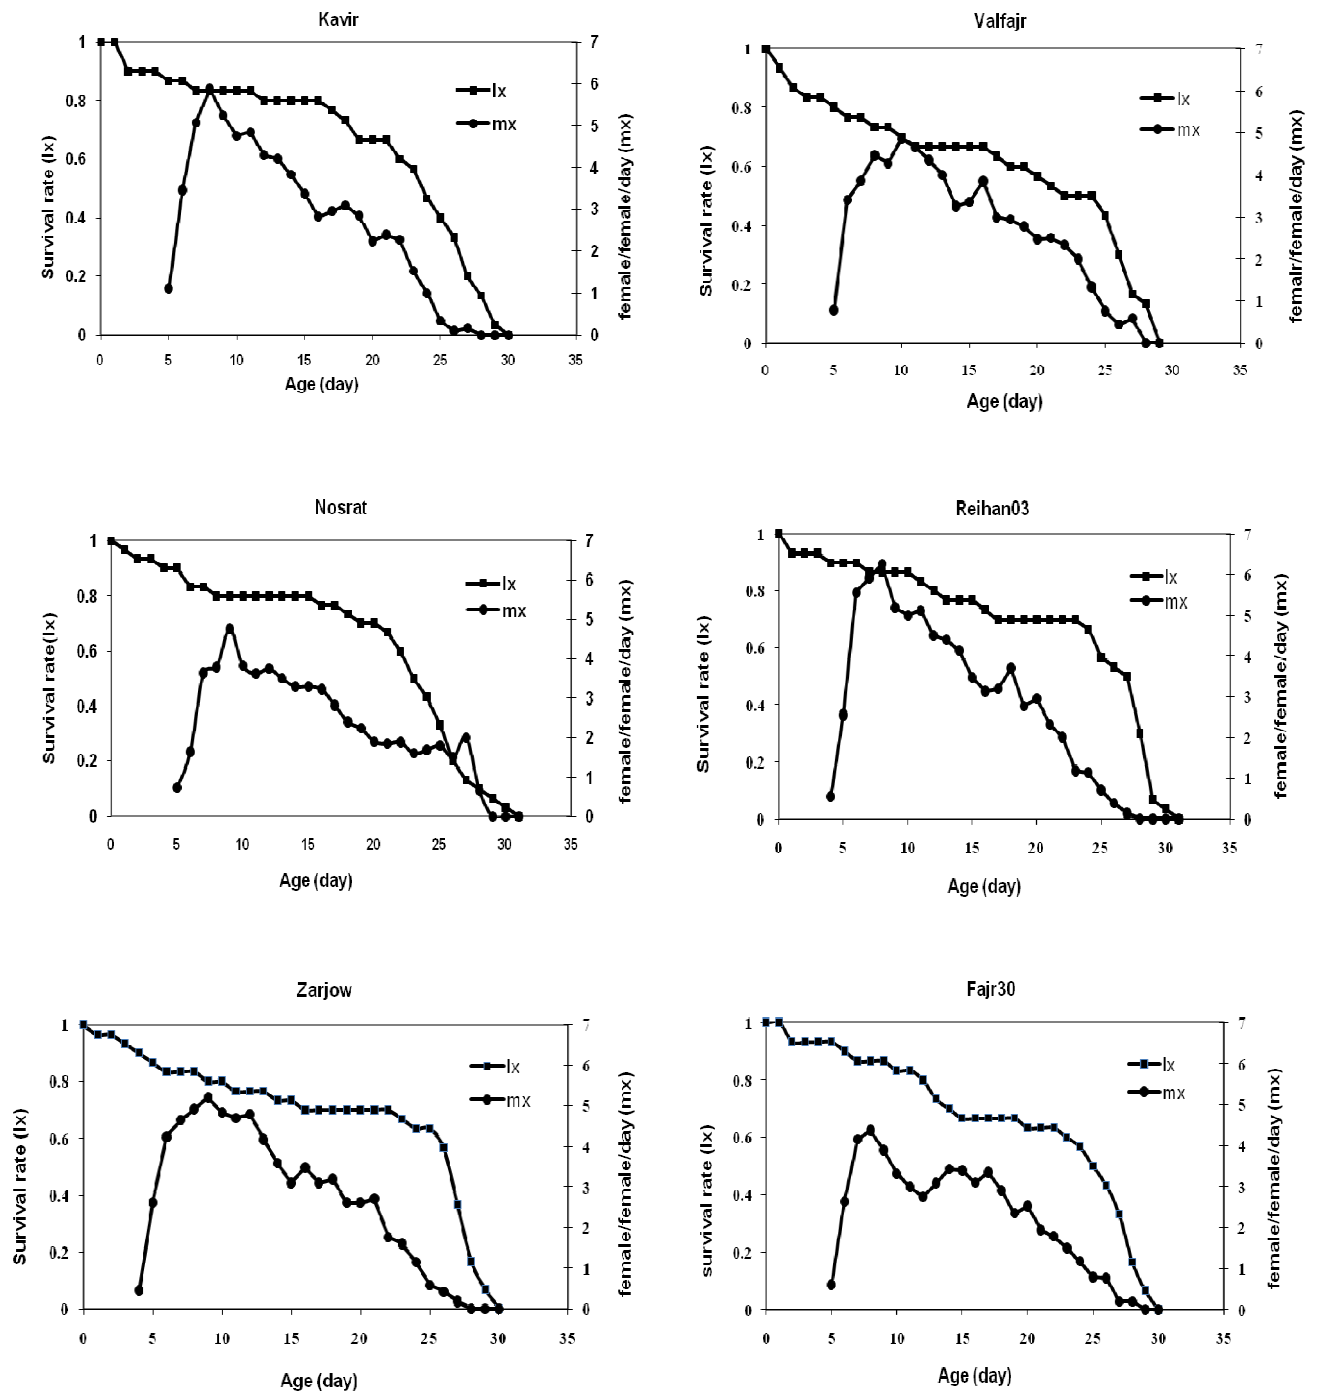 Kavir
1
0.8
0.6
0.4
0.2
0
7
6
5
4
3
2
1
0
0 5 10 15 20 25 30 35
Survival rate (lx)
female/female/day (mx)
Age (day)
lx
mx
Valfajr
1
0.8
0.6
0.4
0.2
0
7
6
5
4
3
2
1
0
0 5 10 15 20 25 30 35
Survival rate (lx)
femalr/female/day (mx)
Age (day)
lx
mx
Nosrat
1
0.8
0.6
0.4
0.2
0
7
6
5
4
3
2
1
0
0 5 10 15 20 25 30 35
Survival rate(lx)
female/female/day (mx)
Age (day)
lx
mx
Reihan03
1
0.8
0.6
0.4
0.2
0
7
6
5
4
3
2
1
0
0 5 10 15 20 25 30 35
Survival rate (lx)
female/female/day (mx)
Age (day)
lx
mx
Zarjow
1
0.8
0.6
0.4
0.2
0
7
6
5
4
3
2
1
0
0 5 10 15 20 25 30 35
Survival rate (lx)
female/female/day (mx)
Age (day)
lx
mx
Fajr30
1
0.8
0.6
0.4
0.2
0
7
6
5
4
3
2
1
0
0 5 10 15 20 25 30 35
survival rate (lx)
female/female/day (mx)
Age (day)
lx
mx